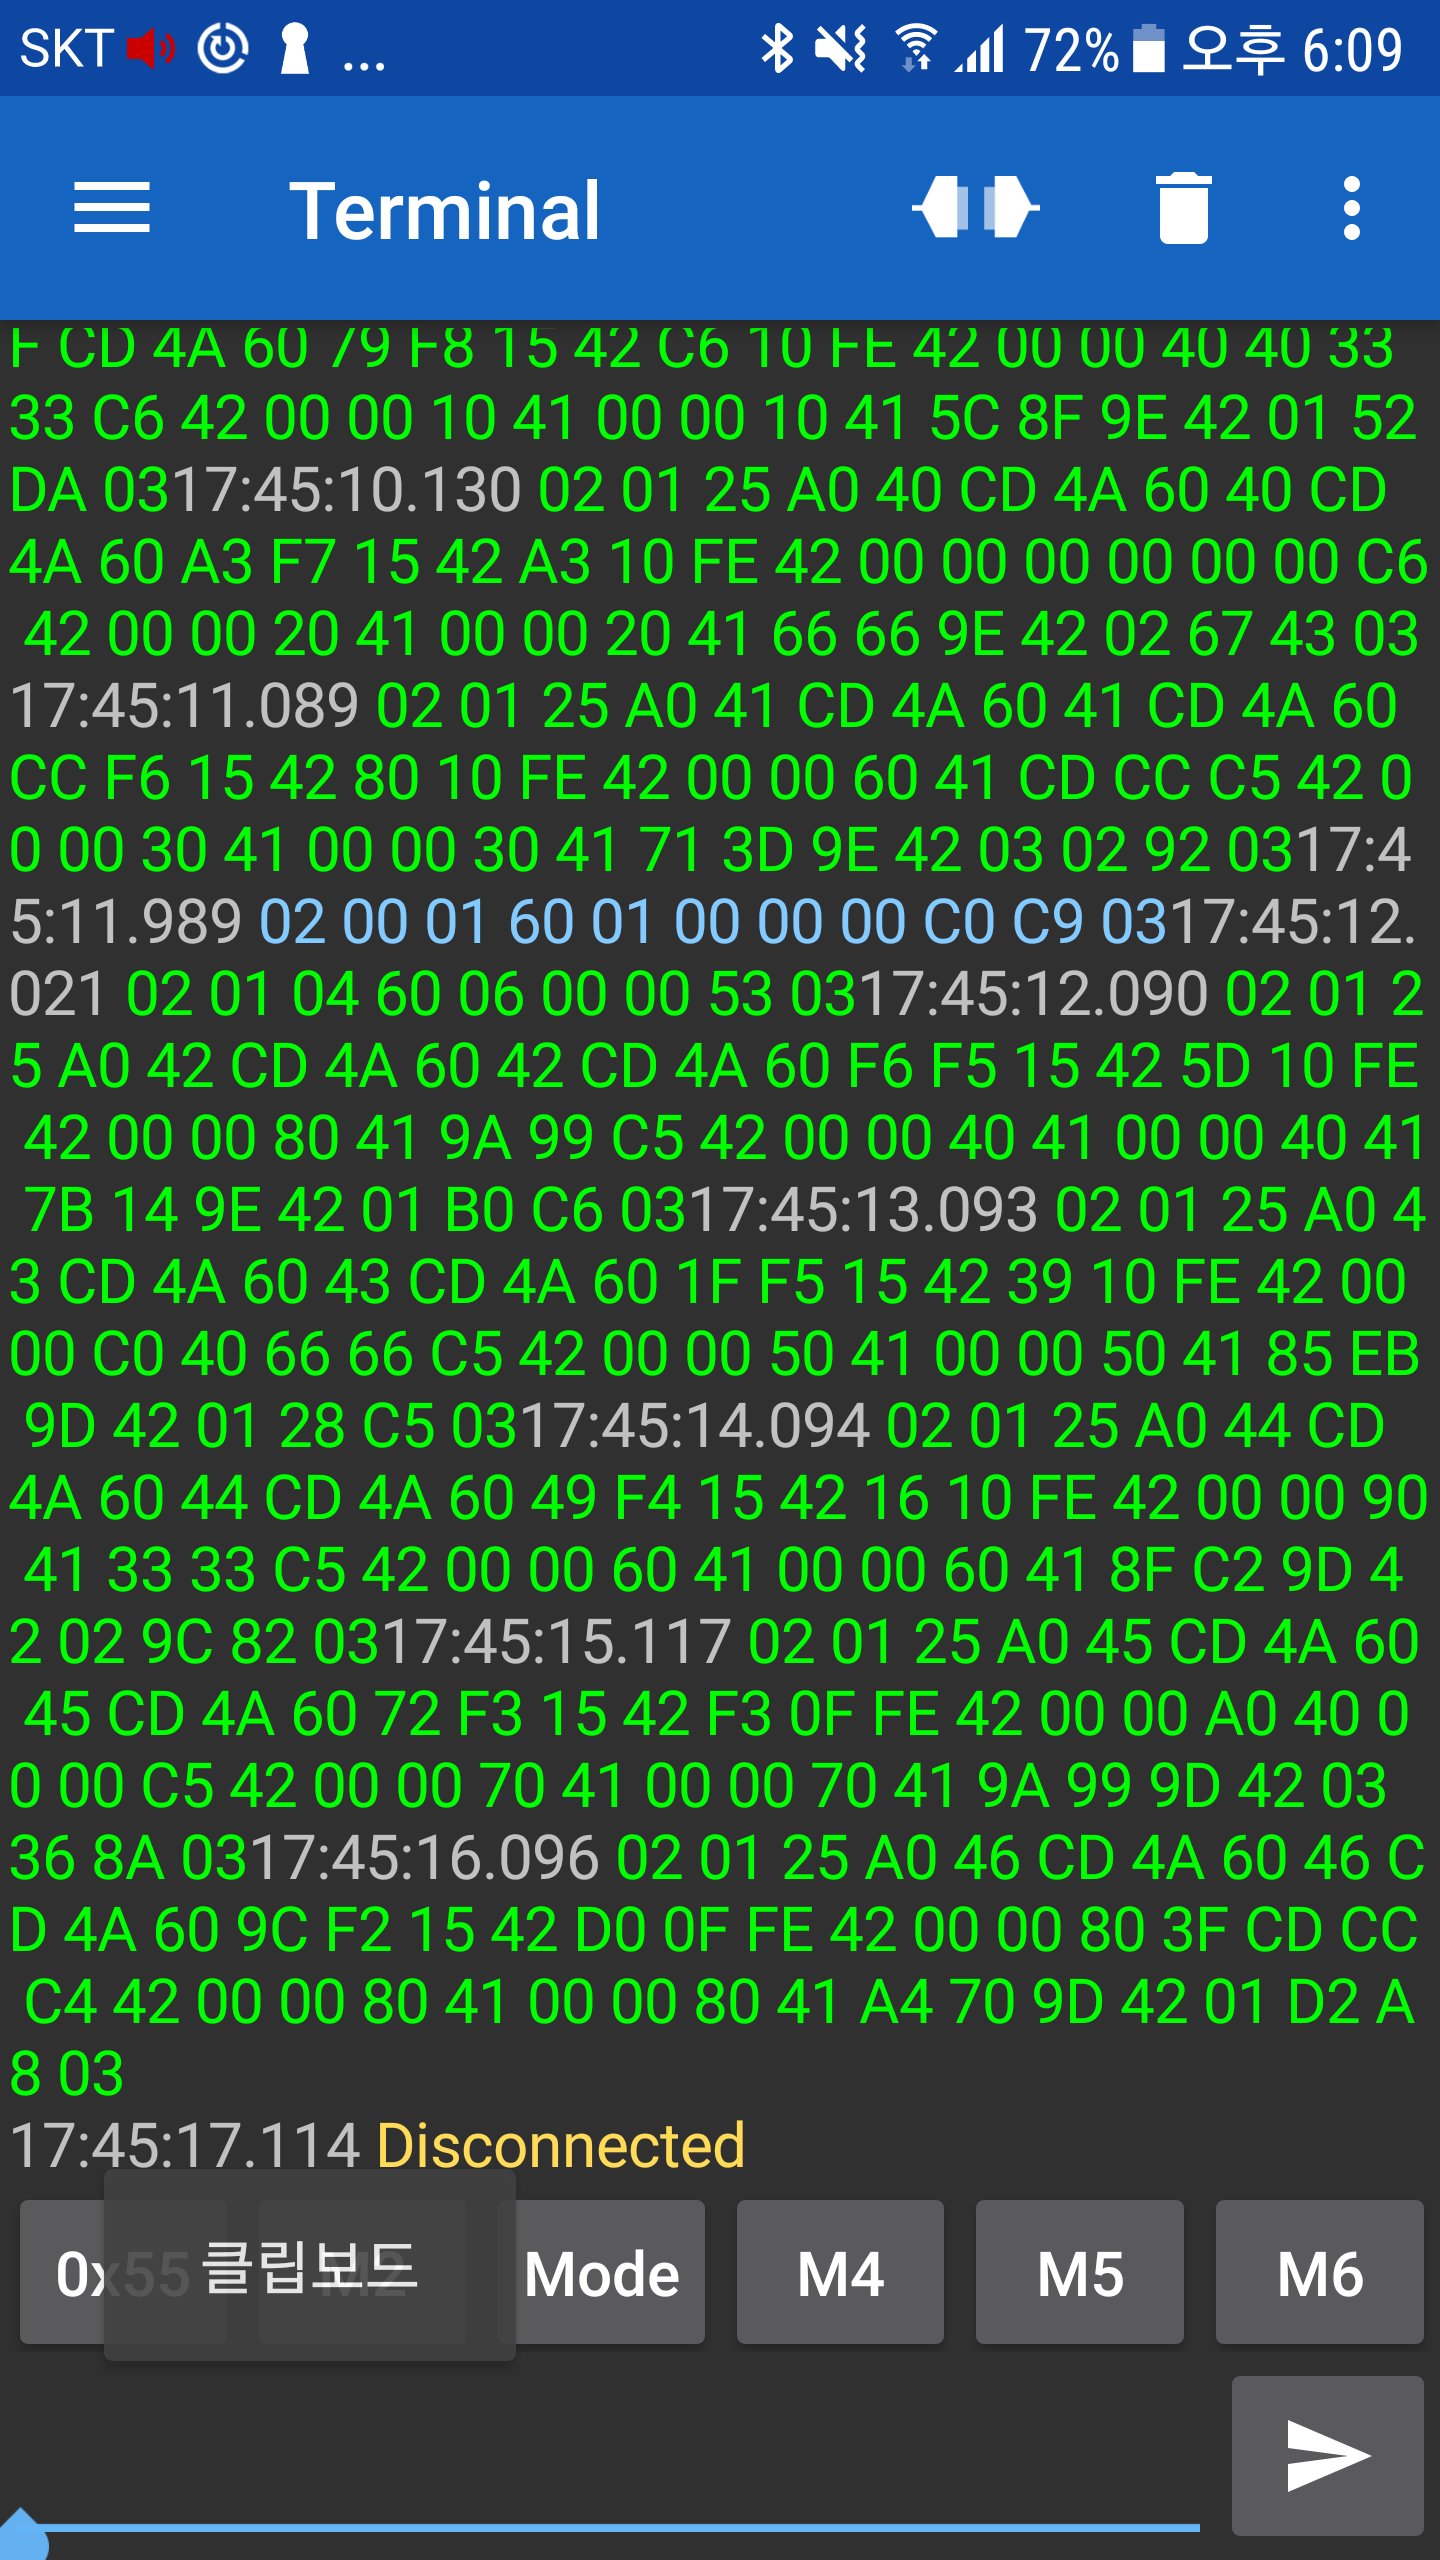 SKT ... 72% 오후 6:09
Terminal
F CD 4A 60 79 F8 15 42 C6 10 FE 42 00 00 40 40 33
33 C6 42 00 00 10 41 00 00 10 41 5C 8F 9E 42 01 52
DA 0317:45:10.130 02 01 25 A0 40 CD 4A 60 40 CD
4A 60 A3 F7 15 42 A3 10 FE 42 00 00 00 00 00 00 C6
42 00 00 20 41 00 00 20 41 66 66 9E 42 02 67 43 03
17:45:11.089 02 01 25 A0 41 CD 4A 60 41 CD 4A 60
CC F6 15 42 80 10 FE 42 00 00 60 41 CD CC C5 42 0
0 00 30 41 00 00 30 41 71 3D 9E 42 03 02 92 0317:4
5:11.989 02 00 01 60 01 00 00 00 C0 C9 0317:45:12.
021 02 01 04 60 06 00 00 53 0317:45:12.090 02 01 2
5 A0 42 CD 4A 60 42 CD 4A 60 F6 F5 15 42 5D 10 FE
42 00 00 80 41 9A 99 C5 42 00 00 40 41 00 00 40 41
7B 14 9E 42 01 B0 C6 0317:45:13.093 02 01 25 A0 4
3 CD 4A 60 43 CD 4A 60 1F F5 15 42 39 10 FE 42 00
00 C0 40 66 66 C5 42 00 00 50 41 00 00 50 41 85 EB
9D 42 01 28 C5 0317:45:14.094 02 01 25 A0 44 CD
4A 60 44 CD 4A 60 49 F4 15 42 16 10 FE 42 00 00 90
41 33 33 C5 42 00 00 60 41 00 00 60 41 8F C2 9D 4
2 02 9C 82 0317:45:15.117 02 01 25 A0 45 CD 4A 60
45 CD 4A 60 72 F3 15 42 F3 0F FE 42 00 00 A0 40 0
0 00 C5 42 00 00 70 41 00 00 70 41 9A 99 9D 42 03
36 8A 0317:45:16.096 02 01 25 A0 46 CD 4A 60 46 C
D 4A 60 9C F2 15 42 D0 0F FE 42 00 00 80 3F CD CC
C4 42 00 00 80 41 00 00 80 41 A4 70 9D 42 01 D2 A
8 03
17:45:17.114 Disconnected
0x55 M2 Mode M4 M5 M6
클립보드